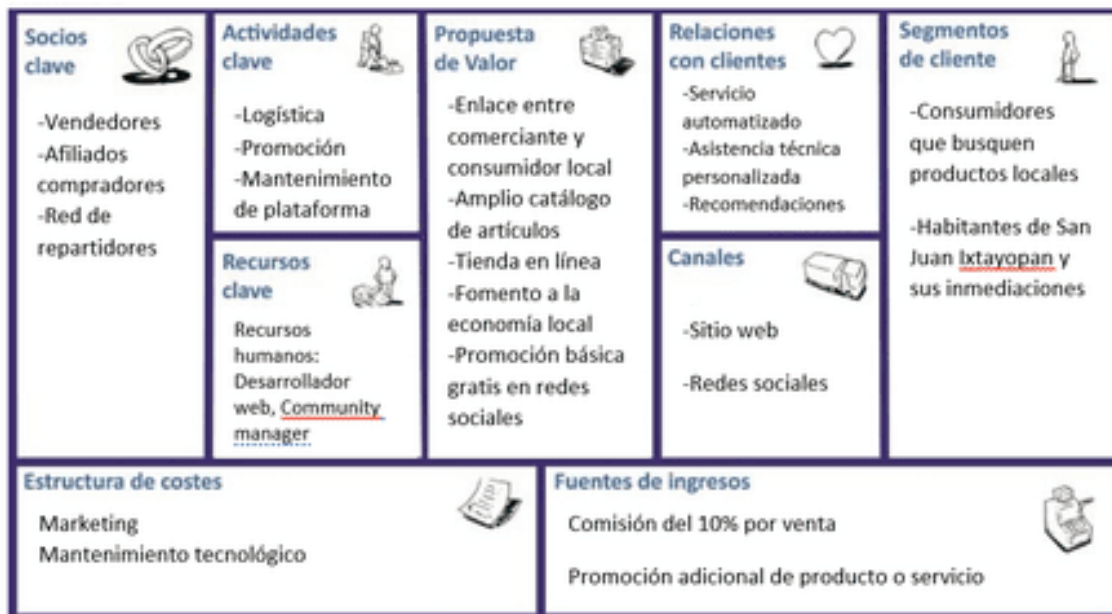 Socios
clave
-Vendedores
-Afiliados
compradores
-Red de
repartidores
Actividades
clave
-Logística
-Promoción
-Mantenimiento
de plataforma
Recursos
clave
Recursos
humanos:
Desarrollador
web, Community
manager
Propuesta
de Valor
-Enlace entre
comerciante y
consumidor local
-Amplio catálogo
de artículos
-Tienda en línea
-Fomento a la
economía local
-Promoción básica
gratis en redes
sociales
Relaciones
con clientes
-Servicio
automatizado
-Asistencia técnica
personalizada
-Recomendaciones
Canales
-Sitio web
-Redes sociales
Segmentos
de cliente
-Consumidores
que busquen
productos locales
-Habitantes de San
Juan Ixtayopan y
sus inmediaciones
Estructura de costes
Marketing
Mantenimiento tecnológico
Fuentes de ingresos
Comisión del 10% por venta
Promoción adicional de producto o servicio